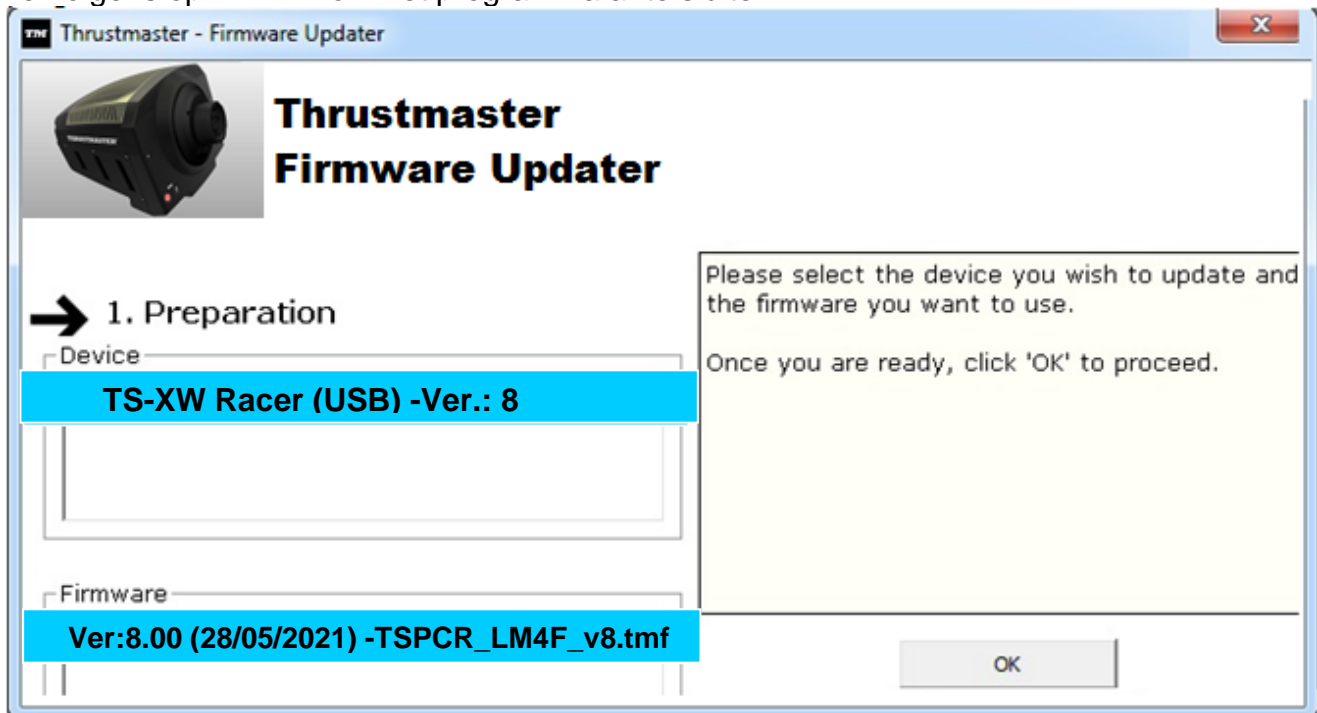 Thrustmaster - Firmware Updater
Thrustmaster
Firmware Updater
1. Preparation
Device
TS-XW Racer (USB) -Ver.: 8
Please select the device you wish to update and
the firmware you want to use.
Once you are ready, click 'OK' to proceed.
Firmware
Ver:8.00 (28/05/2021) -TSPCR_LM4F_v8.tmf
OK